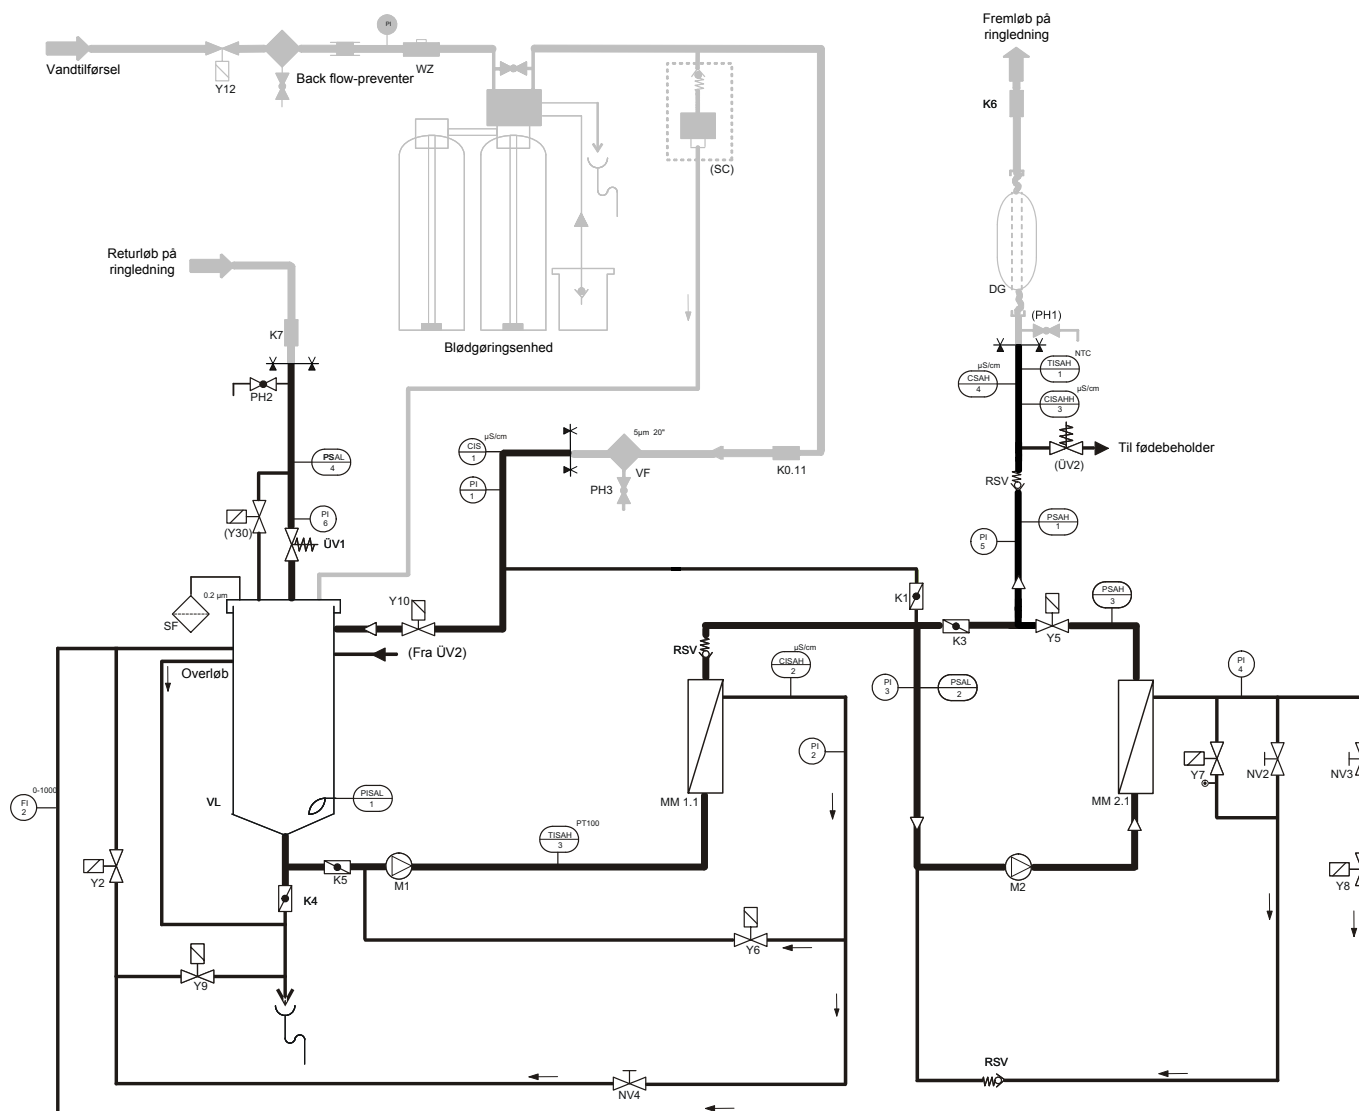 Fremløb på
ringledning
PI
Vandtilførsel
Back flow-preventer
WZ
Y12
K6
(SC)
Returløb på
ringledning
DG
(PH1)
K7
Blødgøringsenhed
NTC
TISAH
1
µS/cm
CSAH
4
µS/cm
CISAHH
3
PH2
µS/cm
CIS
1
5µm 20"
VF
K0.11
Til fødebeholder
(ÜV2)
PSAL
4
PI
1
PH3
RSV
PI
6
(Y30)
ÜV1
PSAH
1
PI
5
0.2 µm
SF
Y10
K1
PSAH
3
K3
Y5
(Fra ÜV2)
RSV
µS/cm
CISAH
2
Overløb
PI
3
PSAL
2
PI
4
PI
2
Y7
NV2
NV3
0-1000
FI
2
VL
PISAL
1
MM 1.1
MM 2.1
PT100
TISAH
3
Y2
K5
M1
M2
Y8
K4
Y6
Y9
RSV
NV4